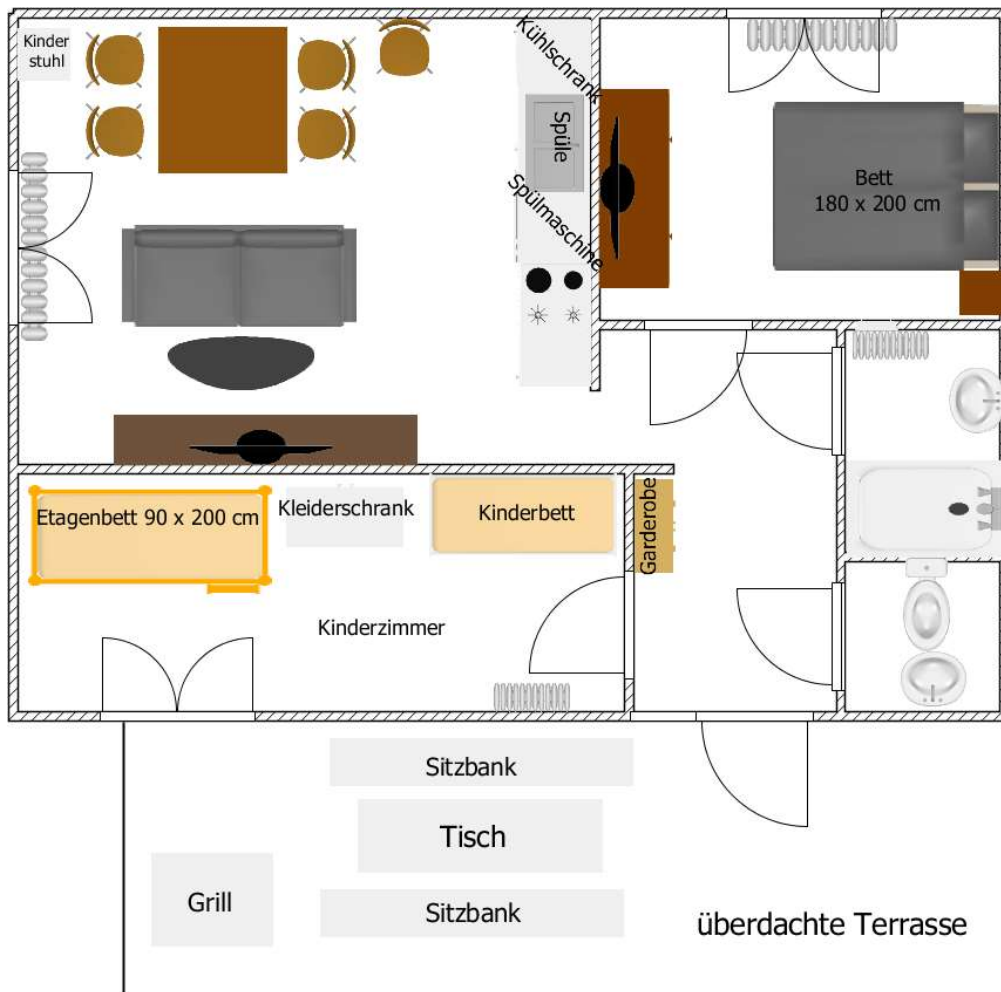 Kinder
stuhl
Kühlschrank
Spüle
Spülmaschine
Bett
180 x 200 cm
Etagenbett 90 x 200 cm
Kleiderschrank
Kinderbett
Garderobe
Kinderzimmer
Sitzbank
Tisch
Grill
Sitzbank
überdachte Terrasse